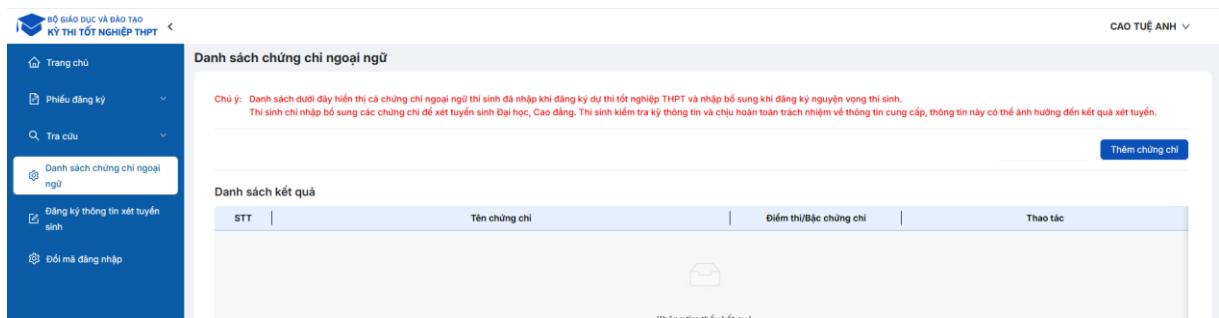 BỘ GIÁO DỤC VÀ ĐÀO TẠO
KỲ THI TỐT NGHIỆP THPT
CAO TUỆ ANH
Trang chủ
Phiếu đăng ký
Tra cứu
Danh sách chứng chỉ ngoại
ngữ
Đăng ký thông tin xét tuyển
sinh
Đổi mã đăng nhập
Danh sách chứng chỉ ngoại ngữ
Chú ý: Danh sách dưới đây hiển thị cả chứng chỉ ngoại ngữ thí sinh đã nhập khi đăng ký dự thi tốt nghiệp THPT và nhập bổ sung khi đăng ký nguyện vọng thí sinh.
Thí sinh chỉ nhập bổ sung các chứng chỉ để xét tuyển sinh Đại học, Cao đẳng. Thí sinh kiểm tra kỹ thông tin và chịu hoàn toàn trách nhiệm về thông tin cung cấp, thông tin này có thể ảnh hưởng đến kết quả xét tuyển.
Thêm chứng chỉ
Danh sách kết quả
STT Tên chứng chỉ Điểm thi/Bậc chứng chỉ Thao tác